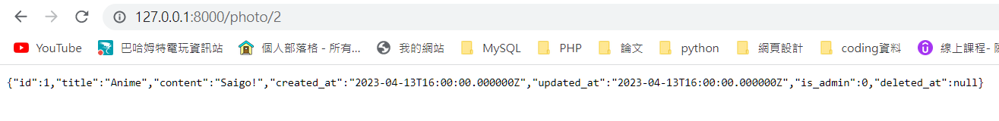 127.0.0.1:8000/photo/2
YouTube 巴哈姆特電玩資訊站 個人部落格 - 所有... 我的網站 MySQL PHP 論文 python 網頁設計 coding資料 線上課程-
{"id":1,"title":"Anime","content":"Saigo!","created_at":"2023-04-13T16:00:00.000000Z","updated_at":"2023-04-13T16:00:00.000000Z","is_admin":0,"deleted_at":null}